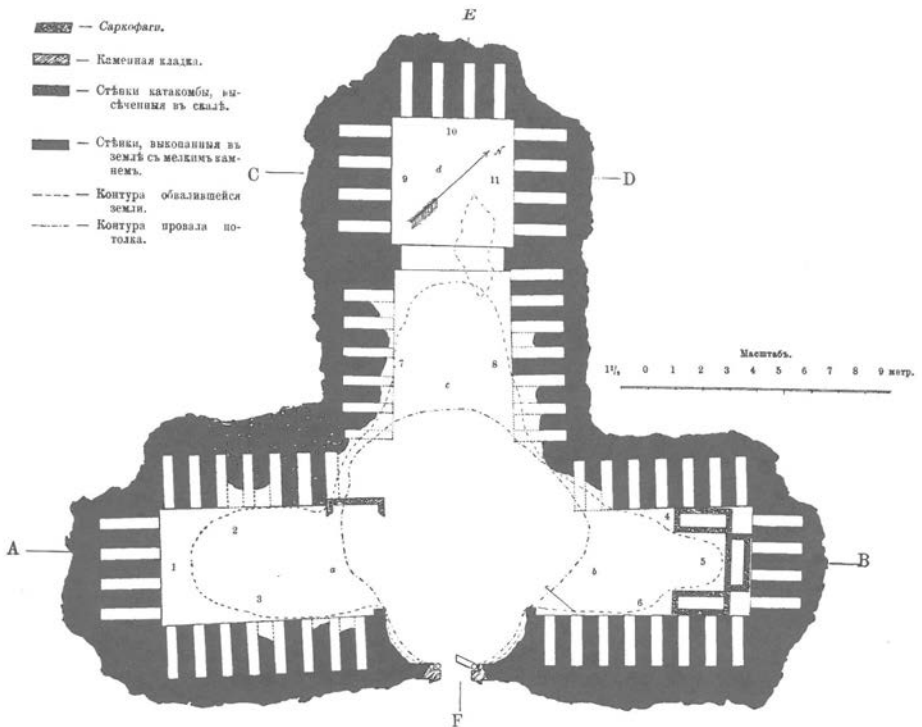 E
— Саркофаги.
— Каменная кладка.
— Стѣнки катакомбы, вы-
сѣченныя въ скалѣ.
— Стѣнки, выкопанныя въ
землѣ съ мелкимъ кам-
немъ.
— Контура обвалившейся
земли.
— Контура провала по-
толка.
C
D
10
N
d
9
11
Масштабъ.
1 1/2 0 1 2 3 4 5 6 7 8 9 метр.
7
8
c
2
4
A
1
a
b
5
B
3
6
F